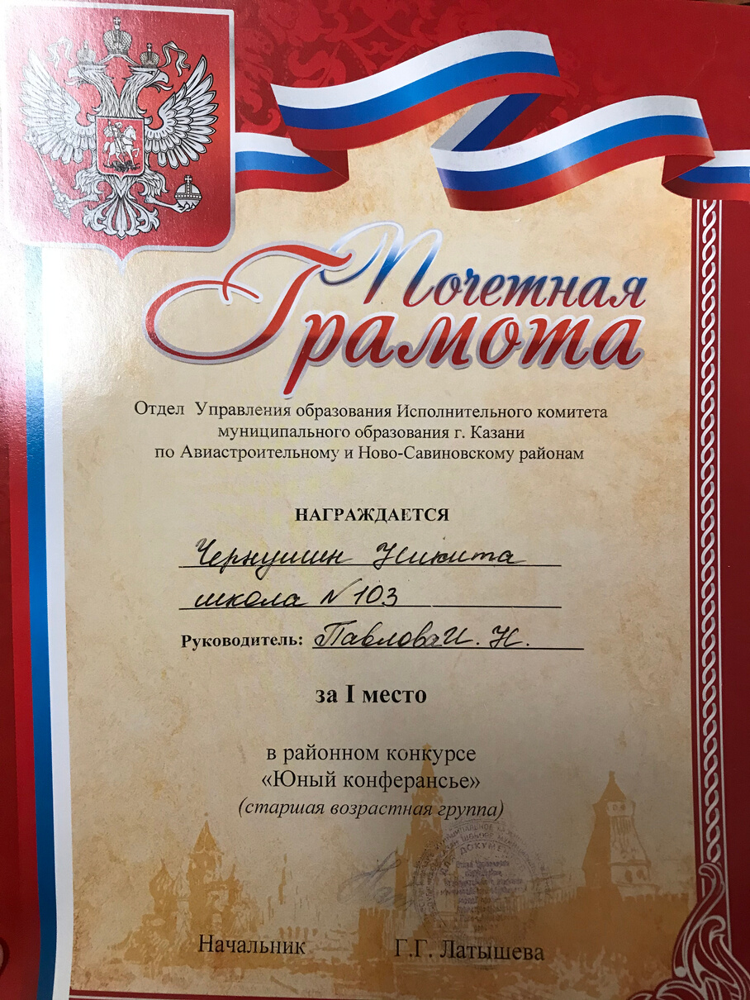 Почетная
Грамота
Отдел Управления образования Исполнительного комитета
муниципального образования г. Казани
по Авиастроительному и Ново-Савиновскому районам
НАГРАЖДАЕТСЯ
Чернушин Никита
школа N 103
Руководитель: Павлова И. Н.
за I место
в районном конкурсе
«Юный конферансье»
(старшая возрастная группа)
ДОКУМЕ
Начальник Г.Г. Латышева